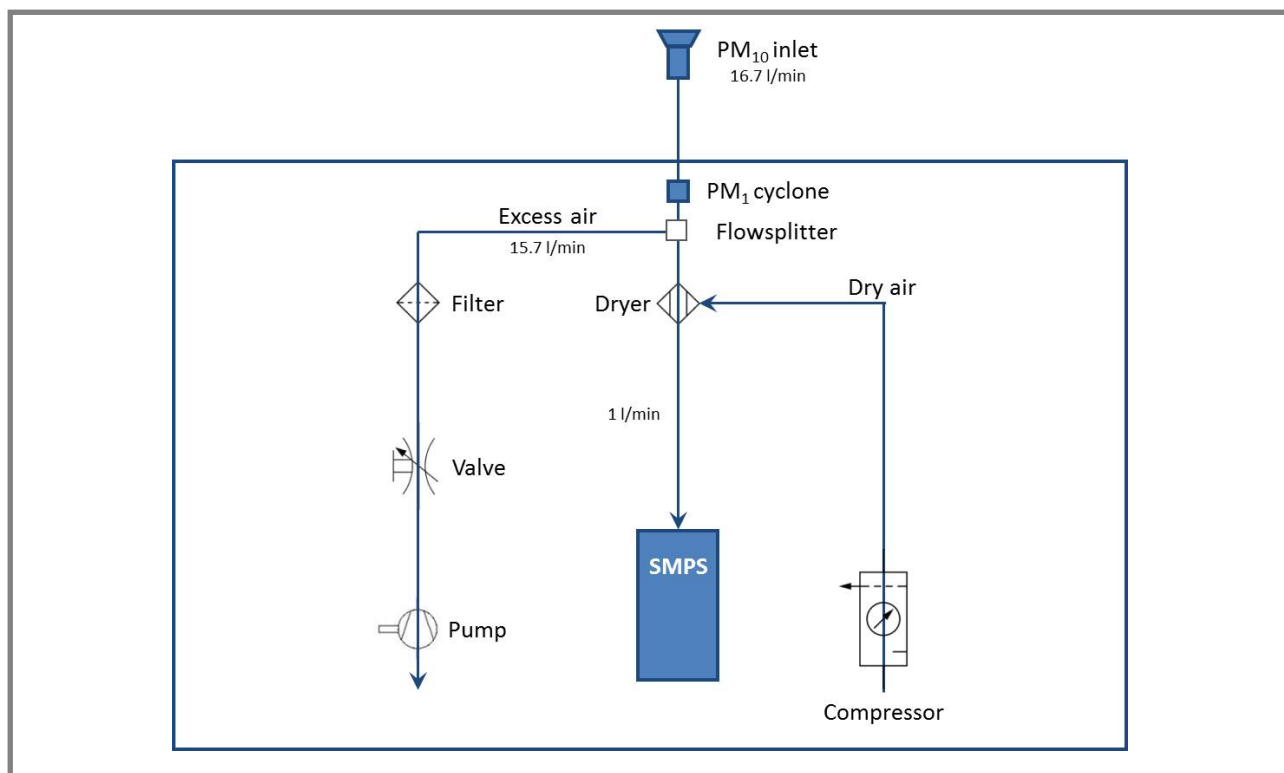 PM₁₀ inlet
16.7 l/min
PM₁ cyclone
Excess air
Flowsplitter
15.7 l/min
Dry air
Filter
Dryer
1 l/min
Valve
SMPS
Pump
Compressor